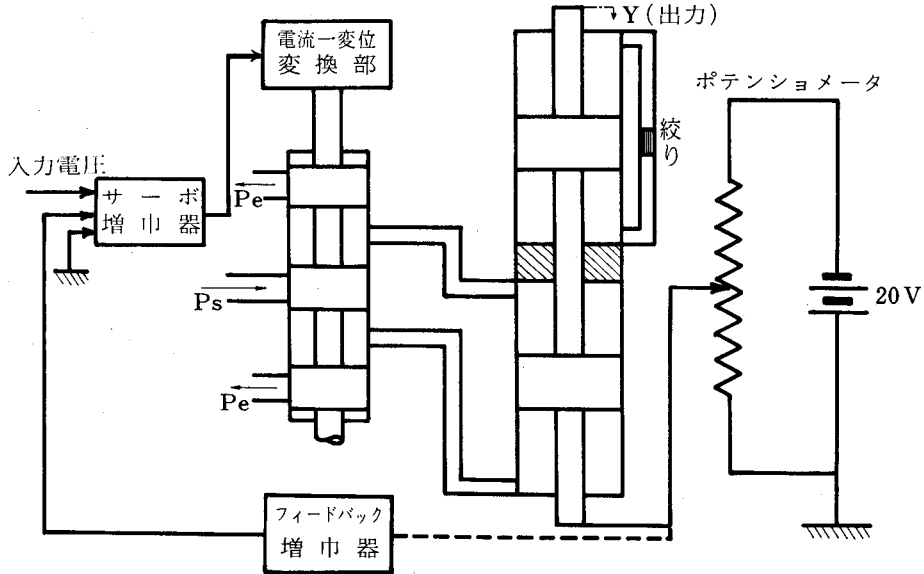 Y(出力)
電流一変位
変換部
ポテンショメータ
絞り
入力電圧
サーボ
増巾器
Pe
Ps
20V
Pe
フィードバック
増巾器